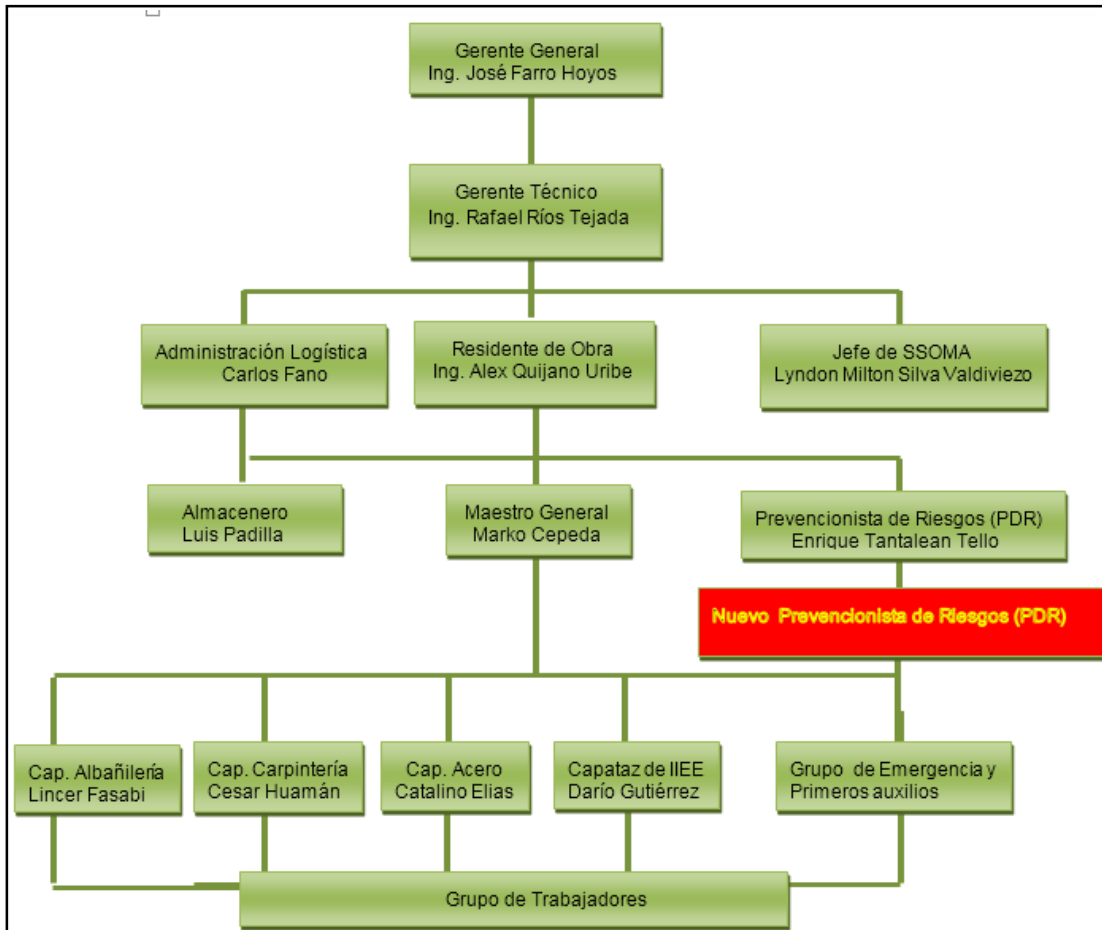 Gerente General
Ing. José Farro Hoyos
Gerente Técnico
Ing. Rafael Ríos Tejada
Administración Logística
Carlos Fano
Residente de Obra
Ing. Alex Quijano Uribe
Jefe de SSOMA
Lyndon Milton Silva Valdiviezo
Almacenero
Luis Padilla
Maestro General
Marko Cepeda
Prevencionista de Riesgos (PDR)
Enrique Tantalean Tello
Nuevo Prevencionista de Riesgos (PDR)
Cap. Albañilería
Lincer Fasabi
Cap. Carpintería
Cesar Huamán
Cap. Acero
Catalino Elias
Capataz de IIEE
Darío Gutiérrez
Grupo de Emergencia y
Primeros auxilios
Grupo de Trabajadores